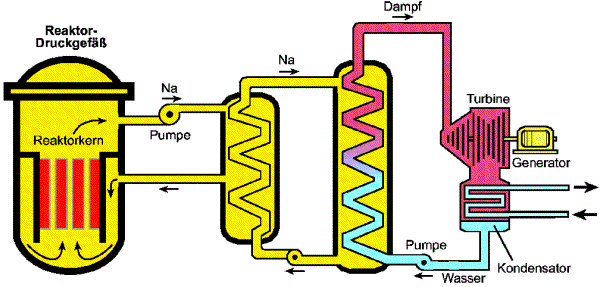 Reaktor-
Druckgefäß
Dampf
Na
Na
Turbine
Pumpe
Reaktorkern
Generator
Pumpe
Wasser
Kondensator